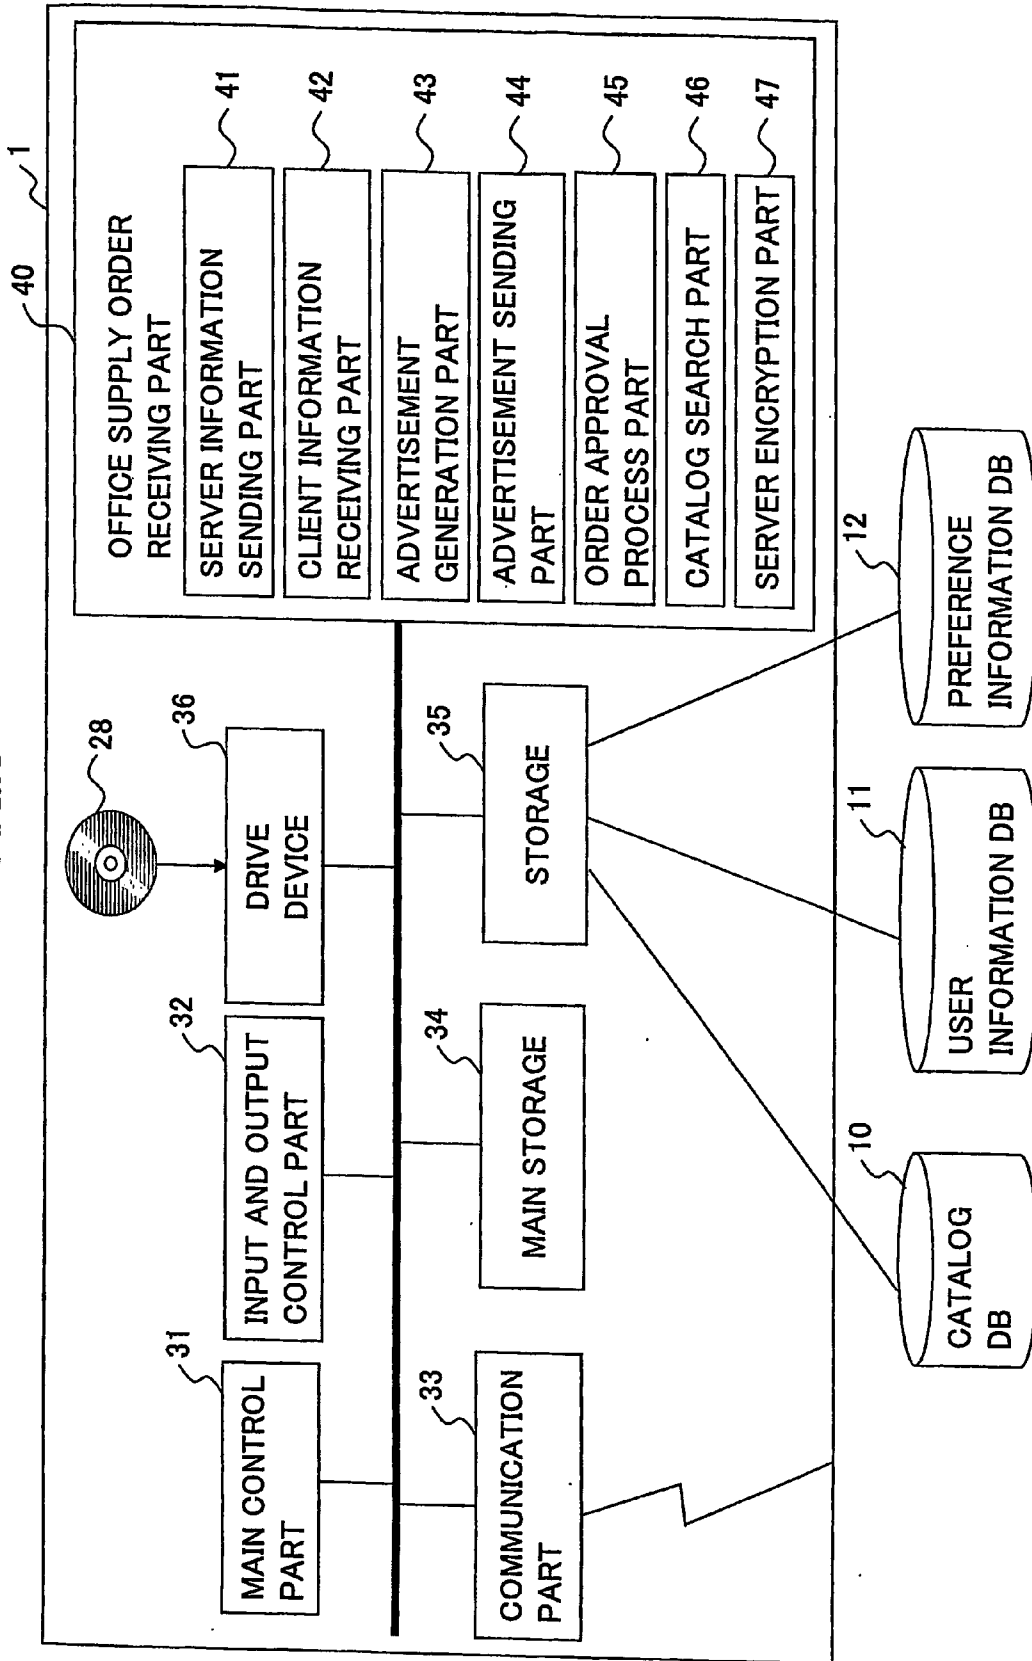 1
40
OFFICE SUPPLY ORDER
RECEIVING PART
SERVER INFORMATION
SENDING PART
41
CLIENT INFORMATION
RECEIVING PART
42
ADVERTISEMENT
GENERATION PART
43
ADVERTISEMENT SENDING
PART
44
ORDER APPROVAL
PROCESS PART
45
CATALOG SEARCH PART
46
SERVER ENCRYPTION PART
47
31
MAIN CONTROL
PART
32
INPUT AND OUTPUT
CONTROL PART
28
36
DRIVE
DEVICE
33
COMMUNICATION
PART
34
MAIN STORAGE
35
STORAGE
10
CATALOG
DB
11
USER
INFORMATION DB
12
PREFERENCE
INFORMATION DB